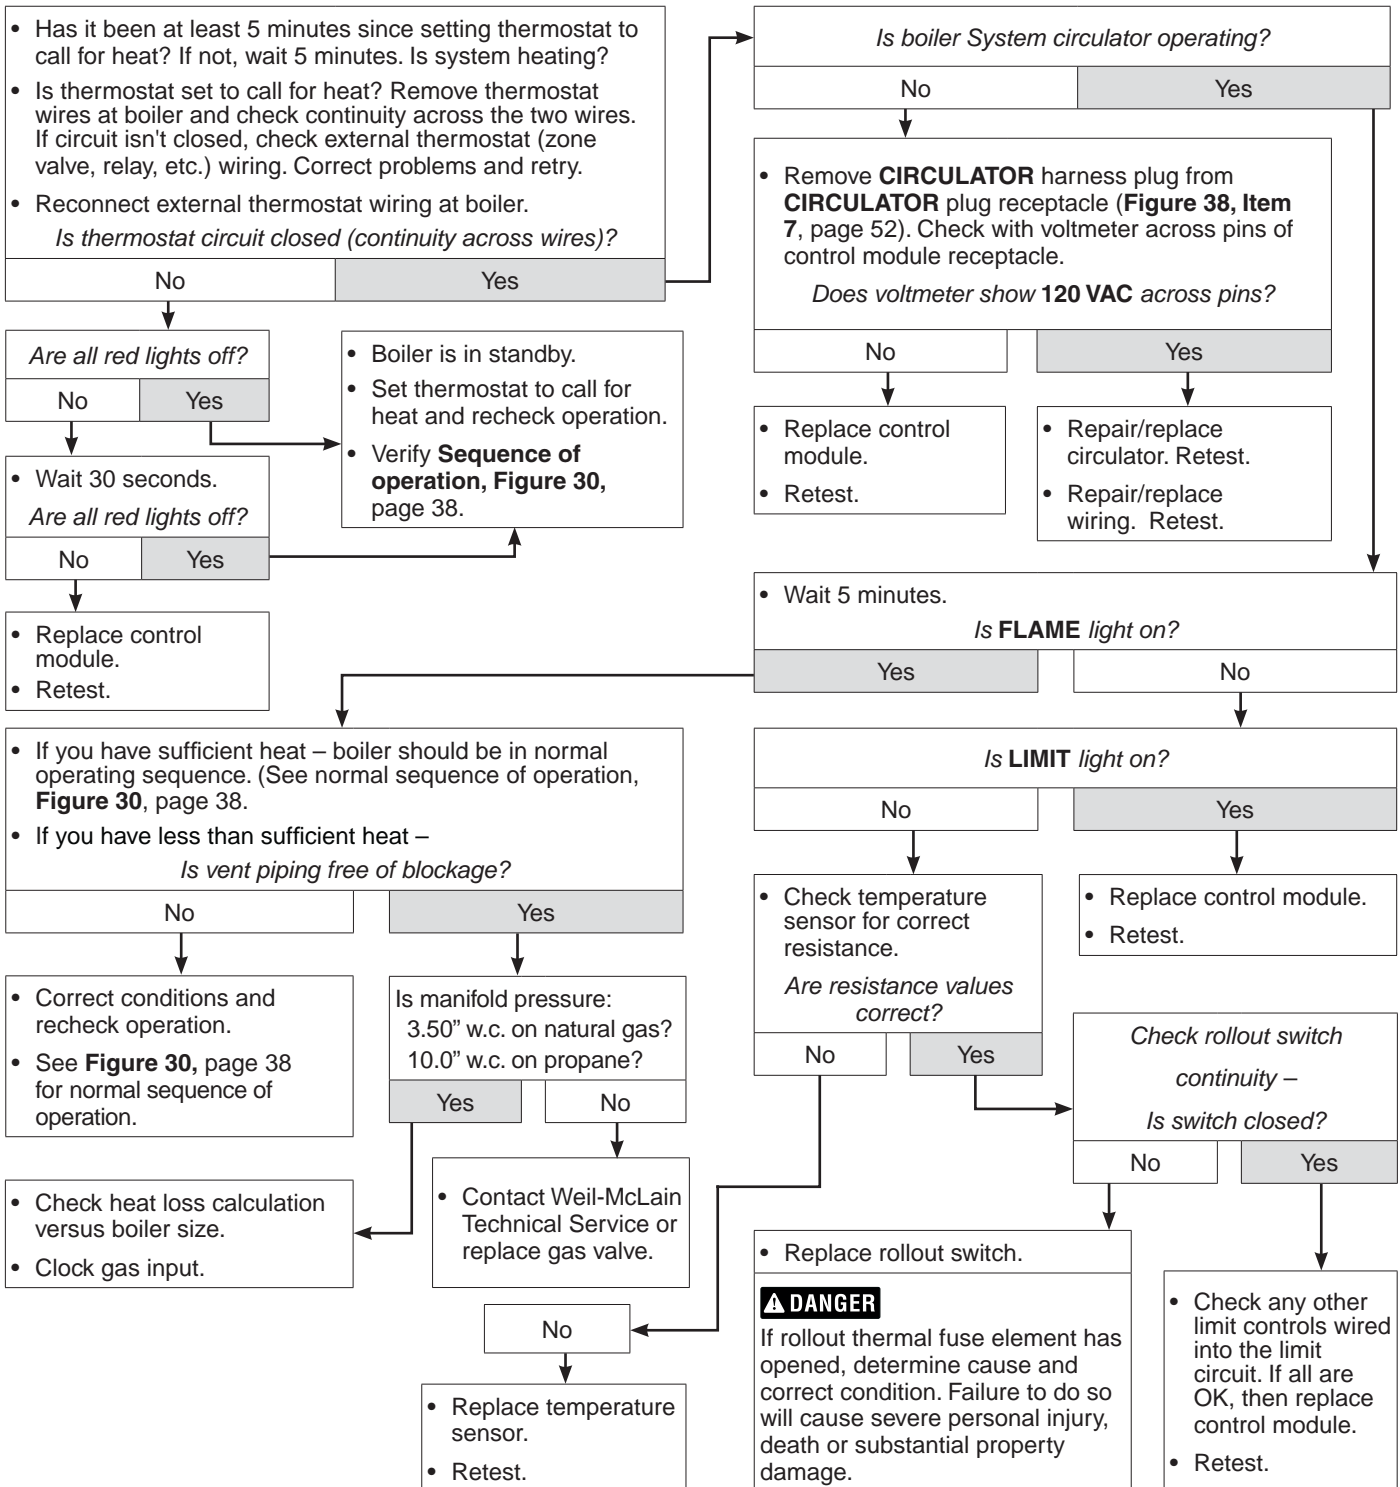 • Has it been at least 5 minutes since setting thermostat to
call for heat? If not, wait 5 minutes. Is system heating?
• Is thermostat set to call for heat? Remove thermostat
wires at boiler and check continuity across the two wires.
If circuit isn't closed, check external thermostat (zone
valve, relay, etc.) wiring. Correct problems and retry.
• Reconnect external thermostat wiring at boiler.
Is thermostat circuit closed (continuity across wires)?
No
Yes
Are all red lights off?
No
Yes
• Boiler is in standby.
• Set thermostat to call for
heat and recheck operation.
• Verify Sequence of
operation, Figure 30,
page 38.
• Wait 30 seconds.
Are all red lights off?
No
Yes
• Replace control
module.
• Retest.
Is boiler System circulator operating?
No
Yes
• Remove CIRCULATOR harness plug from
CIRCULATOR plug receptacle (Figure 38, Item
7, page 52). Check with voltmeter across pins of
control module receptacle.
Does voltmeter show 120 VAC across pins?
No
Yes
• Replace control
module.
• Retest.
• Repair/replace
circulator. Retest.
• Repair/replace
wiring. Retest.
• Wait 5 minutes.
Is FLAME light on?
Yes
No
• If you have sufficient heat – boiler should be in normal
operating sequence. (See normal sequence of operation,
Figure 30, page 38.
• If you have less than sufficient heat –
Is vent piping free of blockage?
No
Yes
• Correct conditions and
recheck operation.
• See Figure 30, page 38
for normal sequence of
operation.
Is manifold pressure:
3.50” w.c. on natural gas?
10.0” w.c. on propane?
Yes
No
• Check heat loss calculation
versus boiler size.
• Clock gas input.
• Contact Weil-McLain
Technical Service or
replace gas valve.
Is LIMIT light on?
No
Yes
• Check temperature
sensor for correct
resistance.
Are resistance values
correct?
No
Yes
• Replace control module.
• Retest.
Check rollout switch
continuity –
Is switch closed?
No
Yes
No
• Replace temperature
sensor.
• Retest.
• Replace rollout switch.
DANGER
If rollout thermal fuse element has
opened, determine cause and
correct condition. Failure to do so
will cause severe personal injury,
death or substantial property
damage.
• Check any other
limit controls wired
into the limit
circuit. If all are
OK, then replace
control module.
• Retest.